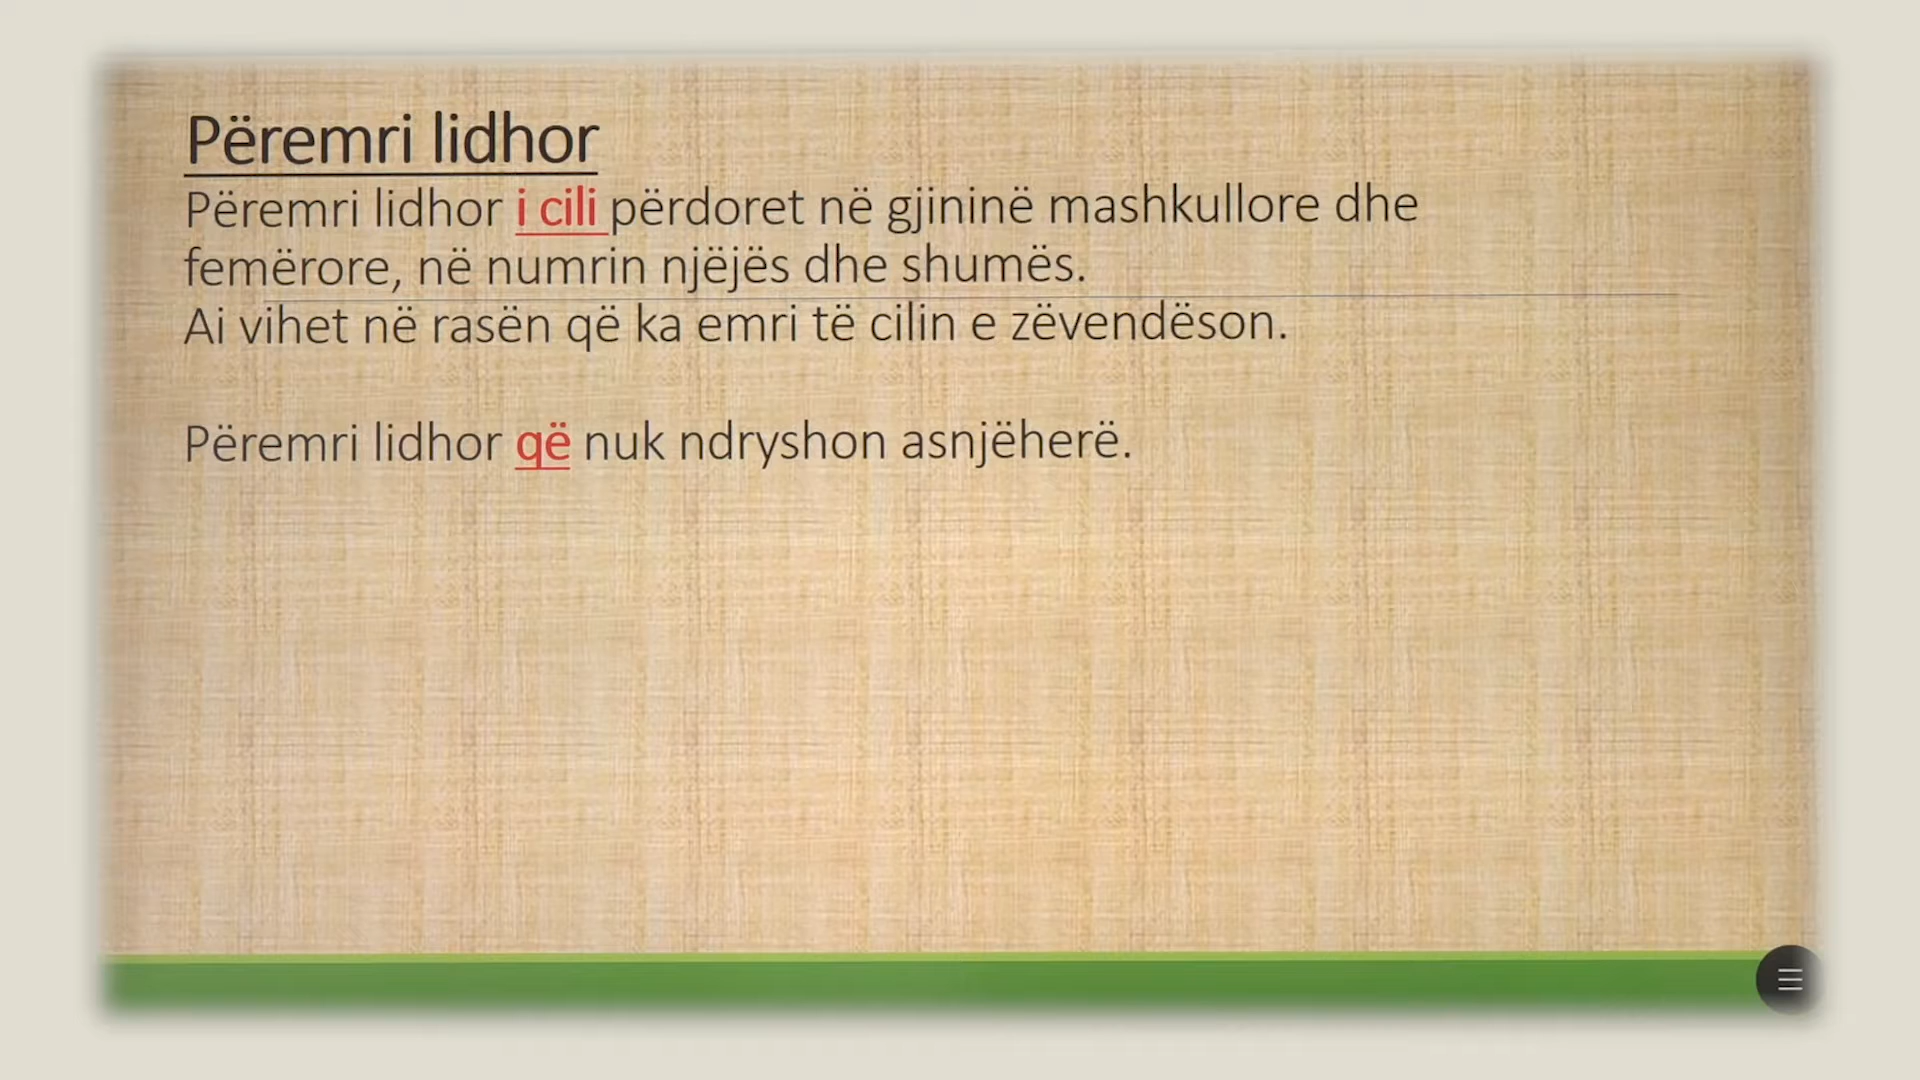 Përemri lidhor
Përemri lidhor i cili përdoret në gjininë mashkullore dhe
femërore, në numrin njëjës dhe shumës.
Ai vihet në rasën që ka emri të cilin e zëvendëson.
Përemri lidhor që nuk ndryshon asnjëherë.